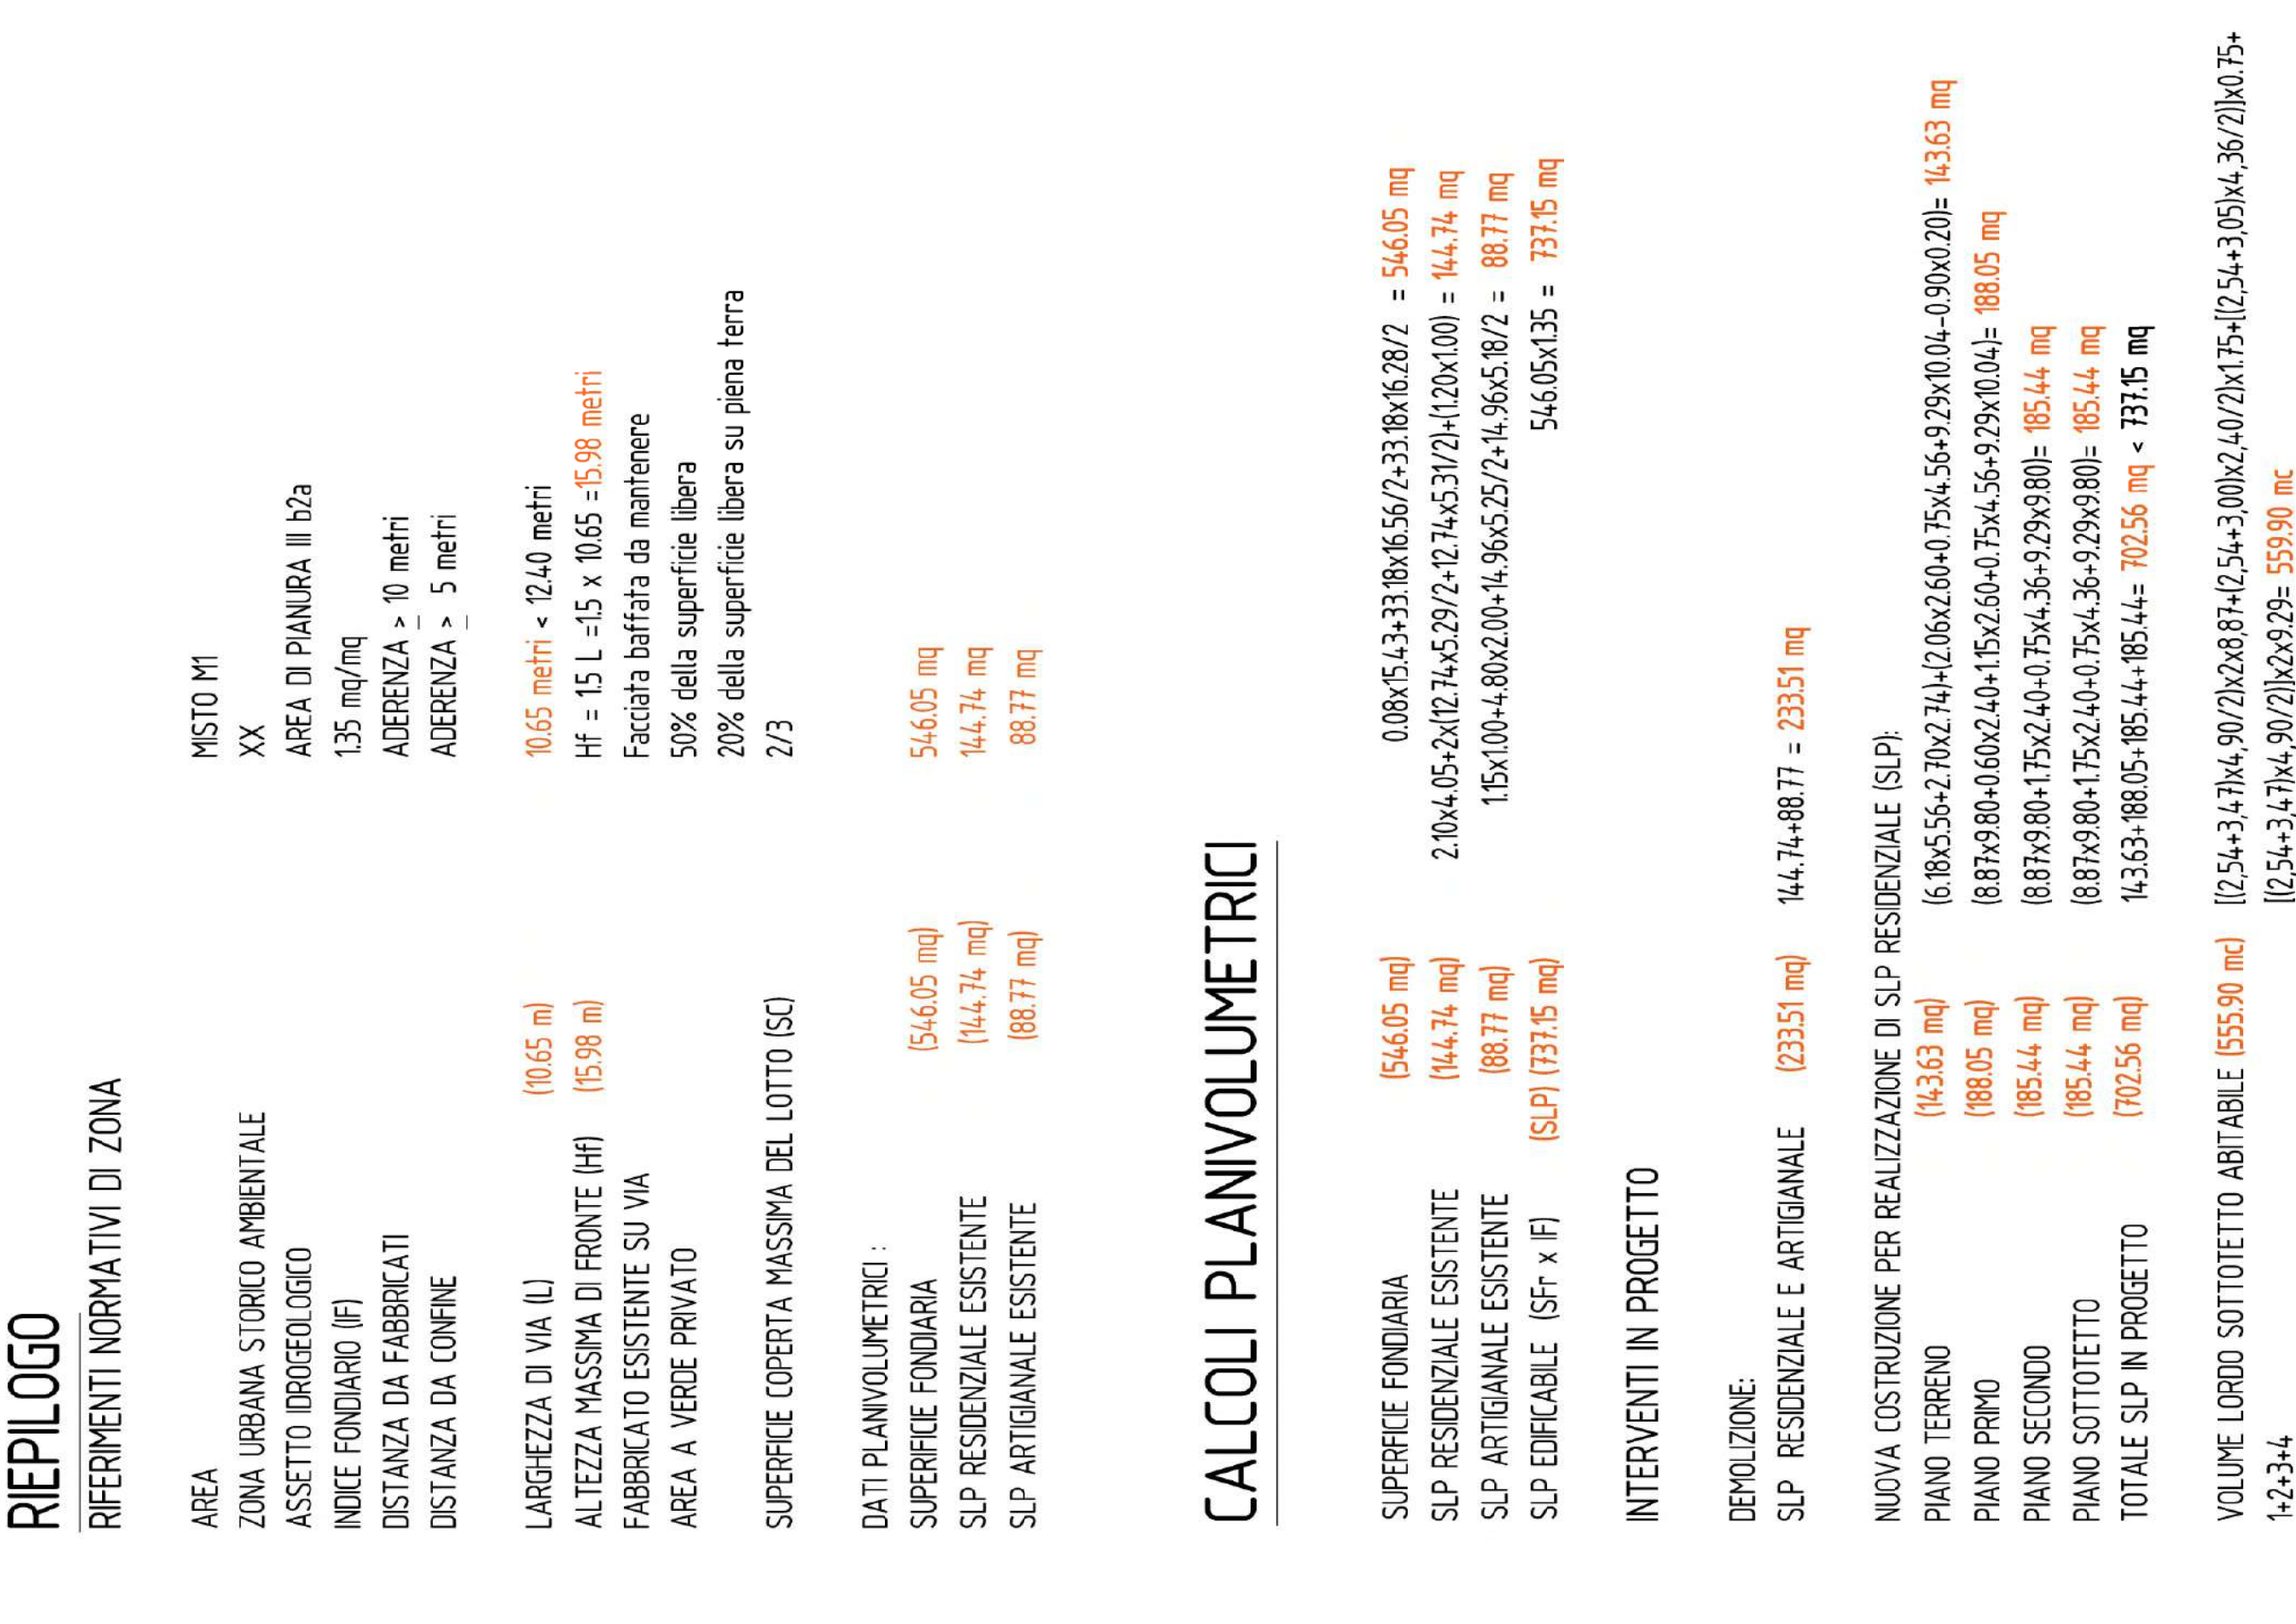 RIEPILOGO
RIFERIMENTI NORMATIVI DI ZONA
AREA MISTO M1
ZONA URBANA STORICO AMBIENTALE XX
ASSETTO IDROGEOLOGICO AREA DI PIANURA III b2a
INDICE FONDIARIO (IF) 1.35 mq/mq
DISTANZA DA FABBRICATI ADERENZA ≥ 10 metri
DISTANZA DA CONFINE ADERENZA ≥ 5 metri
LARGHEZZA DI VIA (L) (10.65 m) 10.65 metri < 12.40 metri
ALTEZZA MASSIMA DI FRONTE (Hf) (15.98 m) Hf = 1.5 L =1.5 x 10.65 =15.98 metri
FABBRICATO ESISTENTE SU VIA Facciata baffata da mantenere
AREA A VERDE PRIVATO 50% della superficie libera
20% della superficie libera su piena terra
SUPERFICIE COPERTA MASSIMA DEL LOTTO (SC) 2/3
DATI PLANIVOLUMETRICI :
SUPERIFICIE FONDIARIA (546.05 mq) 546.05 mq
SLP RESIDENZIALE ESISTENTE (144.74 mq) 144.74 mq
SLP ARTIGIANALE ESISTENTE (88.77 mq) 88.77 mq
CALCOLI PLANIVOLUMETRICI
SUPERFICIE FONDIARIA (546.05 mq) 0.08x15.43+33.18x16.56/2+33.18x16.28/2 = 546.05 mq
SLP RESIDENZIALE ESISTENTE (144.74 mq) 2.10x4.05+2x(12.74x5.29/2+12.74x5.31/2)+(1.20x1.00) = 144.74 mq
SLP ARTIGIANALE ESISTENTE (88.77 mq) 1.15x1.00+4.80x2.00+14.96x5.25/2+14.96x5.18/2 = 88.77 mq
SLP EDIFICABILE (SFr x IF) (SLP) (737.15 mq) 546.05x1.35 = 737.15 mq
INTERVENTI IN PROGETTO
DEMOLIZIONE:
SLP RESIDENZIALE E ARTIGIANALE (233.51 mq) 144.74+88.77 = 233.51 mq
NUOVA COSTRUZIONE PER REALIZZAZIONE DI SLP RESIDENZIALE (SLP):
PIANO TERRENO (143.63 mq) (6.18x5.56+2.70x2.74)+(2.06x2.60+0.75x4.56+9.29x10.04-0.90x0.20)= 143.63 mq
PIANO PRIMO (188.05 mq) (8.87x9.80+0.60x2.40+1.15x2.60+0.75x4.56+9.29x10.04)= 188.05 mq
PIANO SECONDO (185.44 mq) (8.87x9.80+1.75x2.40+0.75x4.36+9.29x9.80)= 185.44 mq
PIANO SOTTOTETTO (185.44 mq) (8.87x9.80+1.75x2.40+0.75x4.36+9.29x9.80)= 185.44 mq
TOTALE SLP IN PROGETTO (702.56 mq) 143.63+188.05+185.44+185.44= 702.56 mq < 737.15 mq
VOLUME LORDO SOTTOTETTO ABITABILE (555.90 mc) [(2,54+3,47)x4,90/2)x2x8,87+(2,54+3,00)x2,40/2)x1.75+[(2,54+3,05)x4,36/2)]x0.75+
1+2+3+4 [(2,54+3,47)x4,90/2)]x2x9.29= 559.90 mc